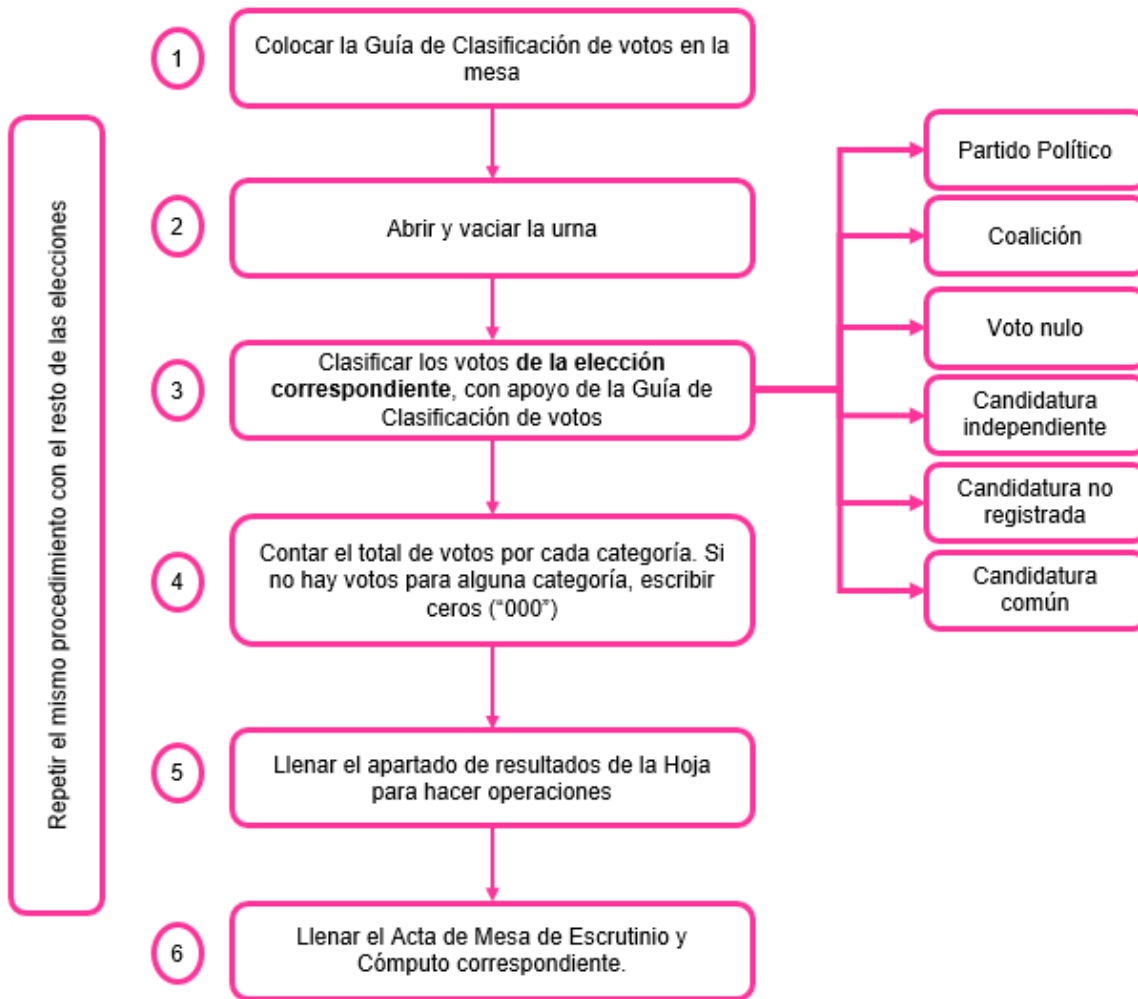 1
Colocar la Guía de Clasificación de votos en la
mesa
Repetir el mismo procedimiento con el resto de las elecciones
2
Abrir y vaciar la urna
3
Clasificar los votos de la elección
correspondiente, con apoyo de la Guía de
Clasificación de votos
Partido Político
Coalición
Voto nulo
Candidatura
independiente
Candidatura no
registrada
Candidatura
común
4
Contar el total de votos por cada categoría. Si
no hay votos para alguna categoría, escribir
ceros (“000”)
5
Llenar el apartado de resultados de la Hoja
para hacer operaciones
6
Llenar el Acta de Mesa de Escrutinio y
Cómputo correspondiente.